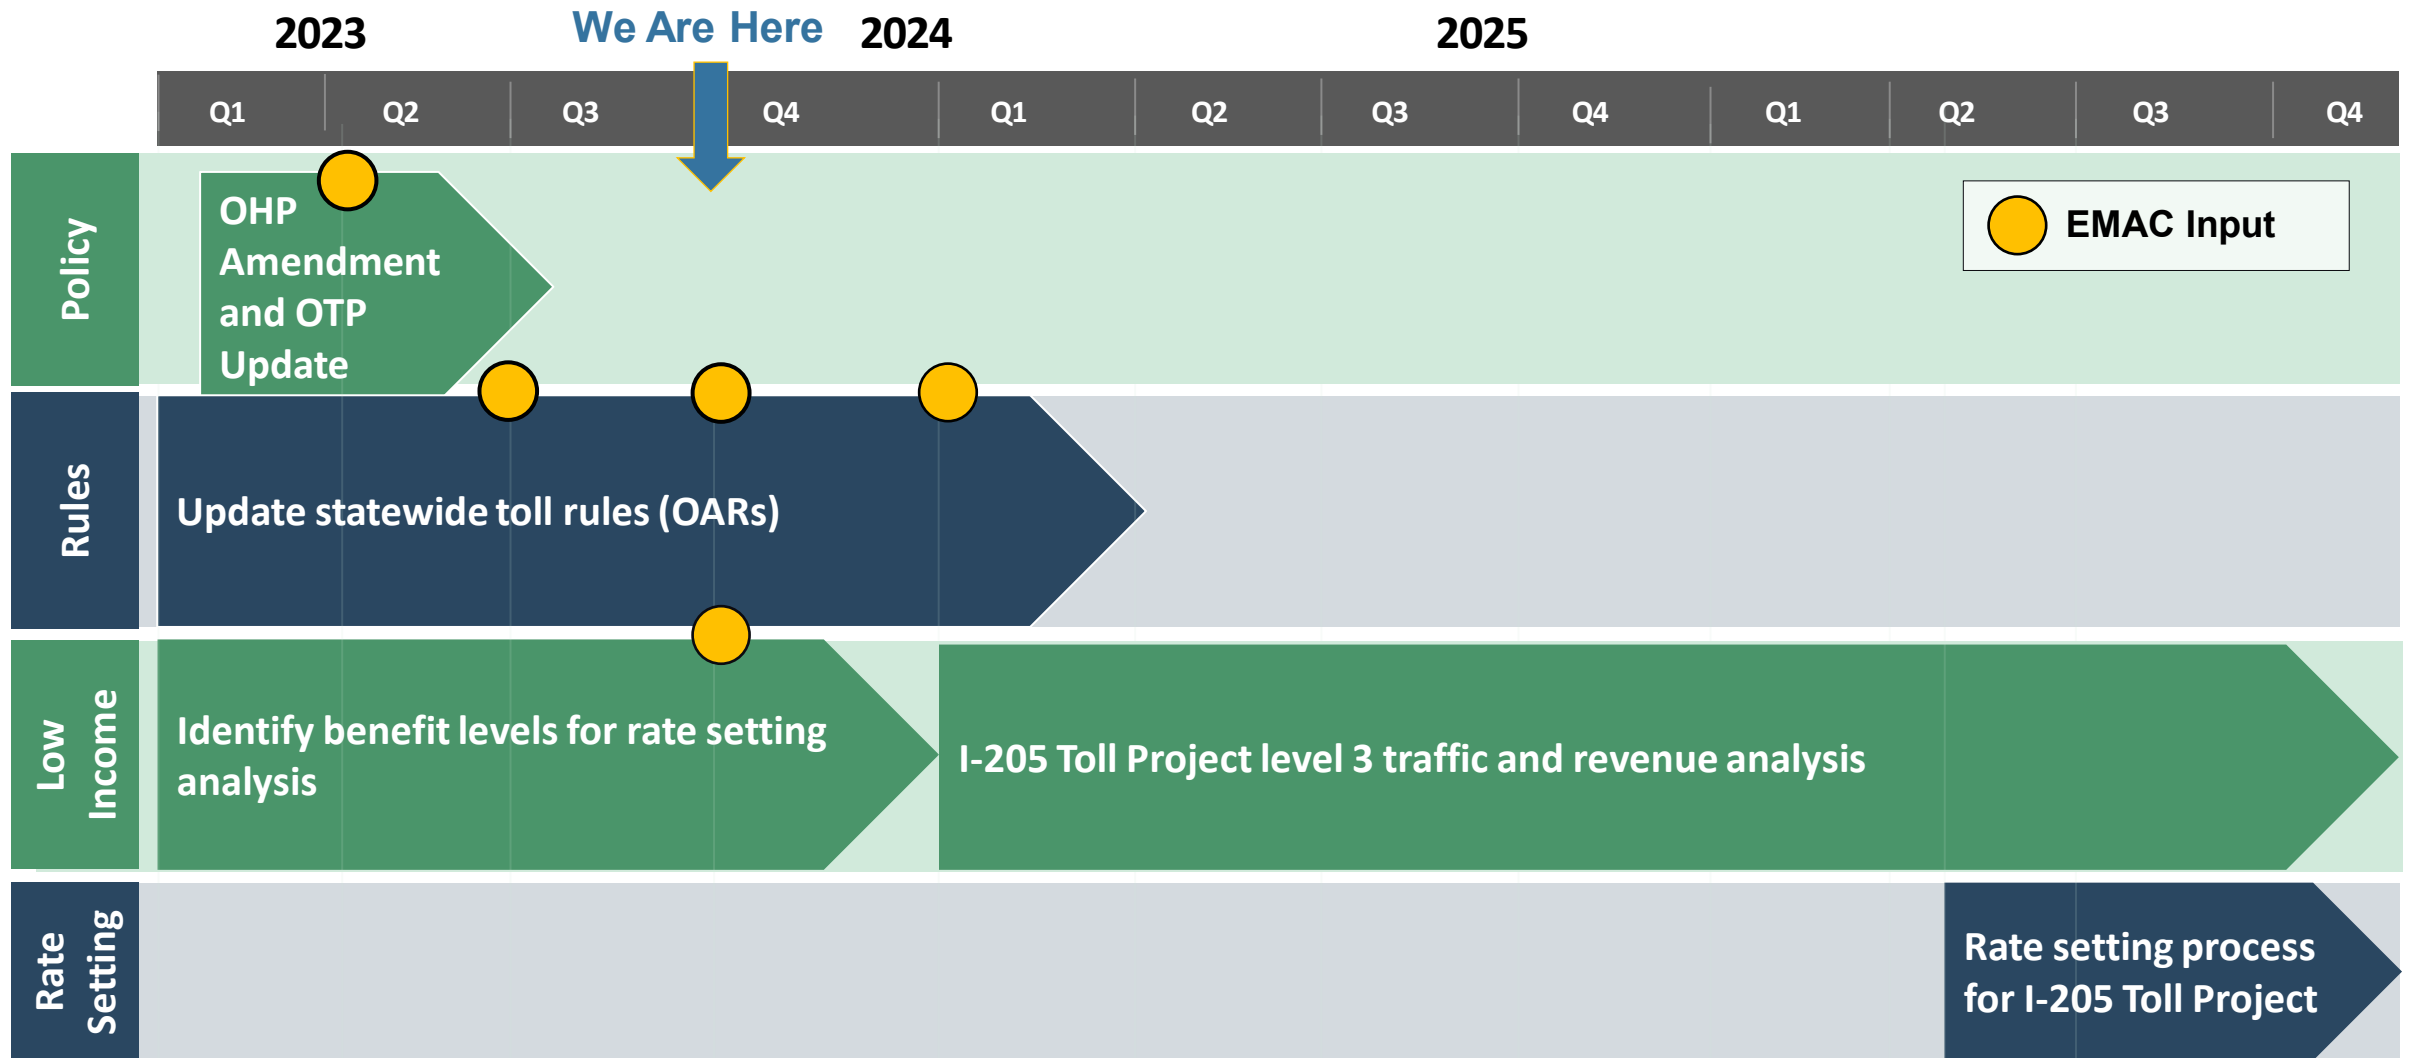 2023 We Are Here 2024 2025
Q1 Q2 Q3 Q4 Q1 Q2 Q3 Q4 Q1 Q2 Q3 Q4
Policy
OHP
Amendment
and OTP
Update
EMAC Input
Rules
Update statewide toll rules (OARs)
Low
Income
Identify benefit levels for rate setting
analysis
I-205 Toll Project level 3 traffic and revenue analysis
Rate
Setting
Rate setting process
for I-205 Toll Project